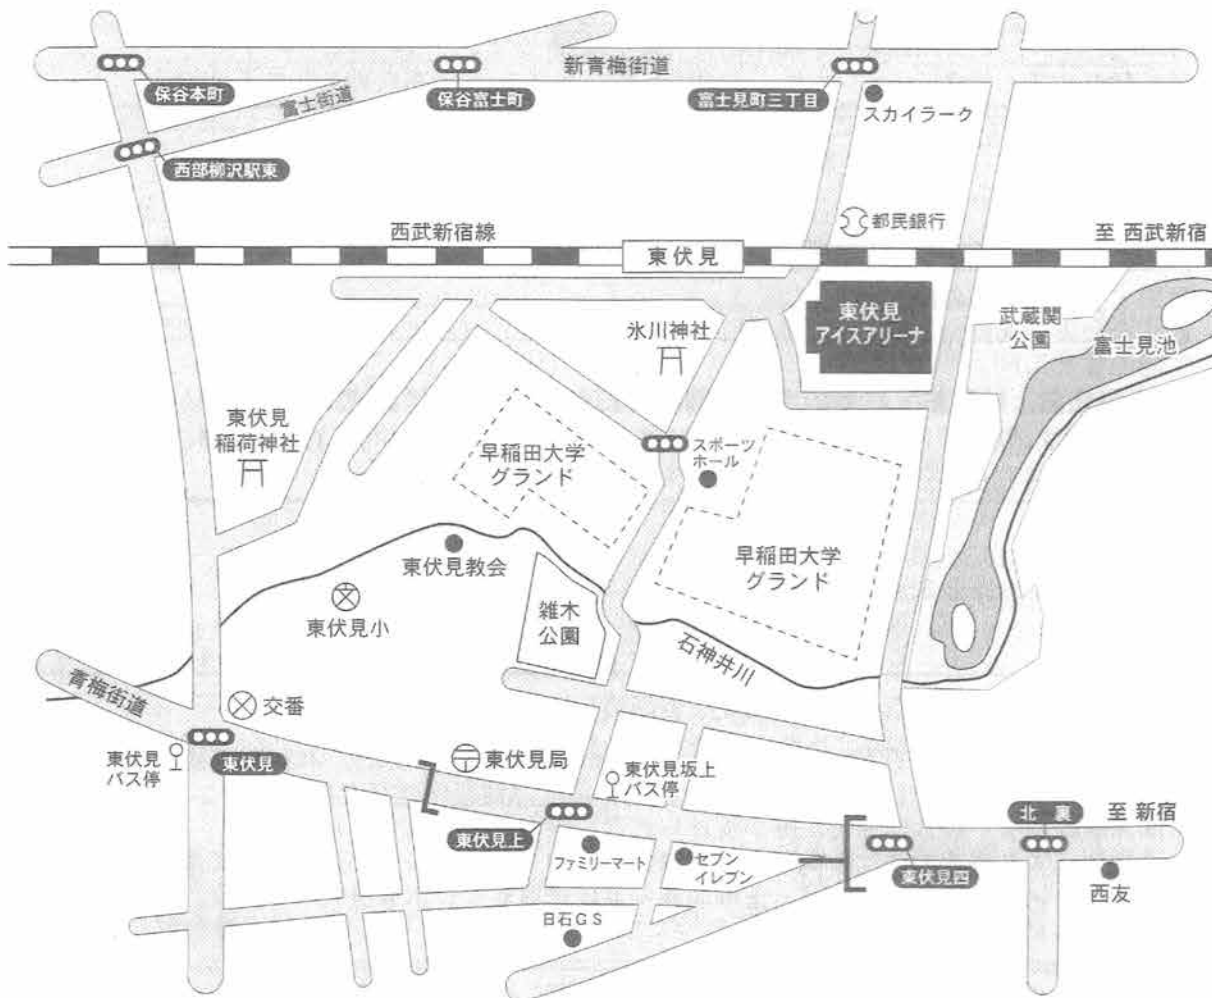 新青梅街道
保谷本町
保谷富士町
富士見町三丁目
富士街道
スカイラーク
西部柳沢駅東
都民銀行
西武新宿線
至 西武新宿
東伏見
東伏見
アイスアリーナ
武蔵関
公園
富士見池
氷川神社
東伏見
稲荷神社
早稲田大学
グランド
スポーツ
ホール
早稲田大学
グランド
東伏見教会
東伏見小
雑木
公園
石神井川
青梅街道
交番
東伏見
バス停
東伏見
東伏見局
東伏見坂上
バス停
東伏見上
ファミリーマート
セブン
イレブン
北 裏
至 新宿
東伏見四
西友
日石GS